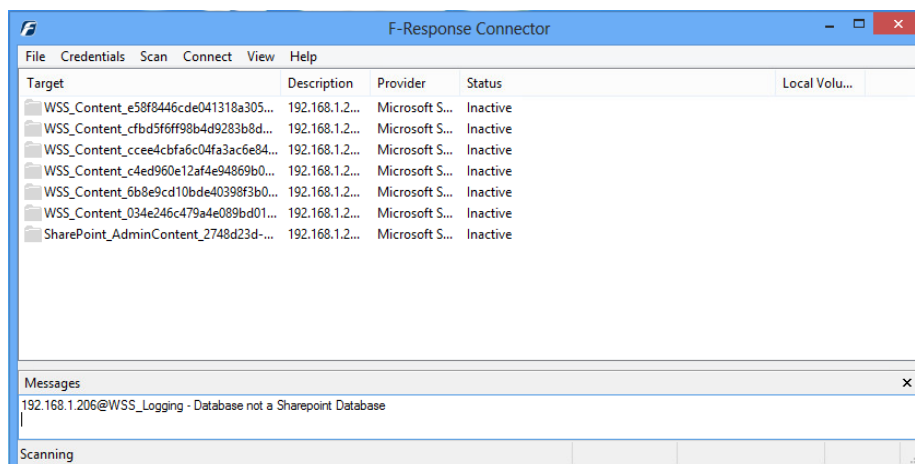 F-Response Connector
File Credentials Scan Connect View Help
Target Description Provider Status Local Volu...
WSS_Content_e58f8446cde041318a305... 192.168.1.2... Microsoft S... Inactive
WSS_Content_cfbd5f6ff98b4d9283b8d... 192.168.1.2... Microsoft S... Inactive
WSS_Content_ccee4cbfa6c04fa3ac6e84... 192.168.1.2... Microsoft S... Inactive
WSS_Content_c4ed960e12af4e94869b0... 192.168.1.2... Microsoft S... Inactive
WSS_Content_6b8e9cd10bde40398f3b0... 192.168.1.2... Microsoft S... Inactive
WSS_Content_034e246c479a4e089bd01... 192.168.1.2... Microsoft S... Inactive
SharePoint_AdminContent_2748d23d-... 192.168.1.2... Microsoft S... Inactive
Messages
192.168.1.206@WSS_Logging - Database not a Sharepoint Database
Scanning